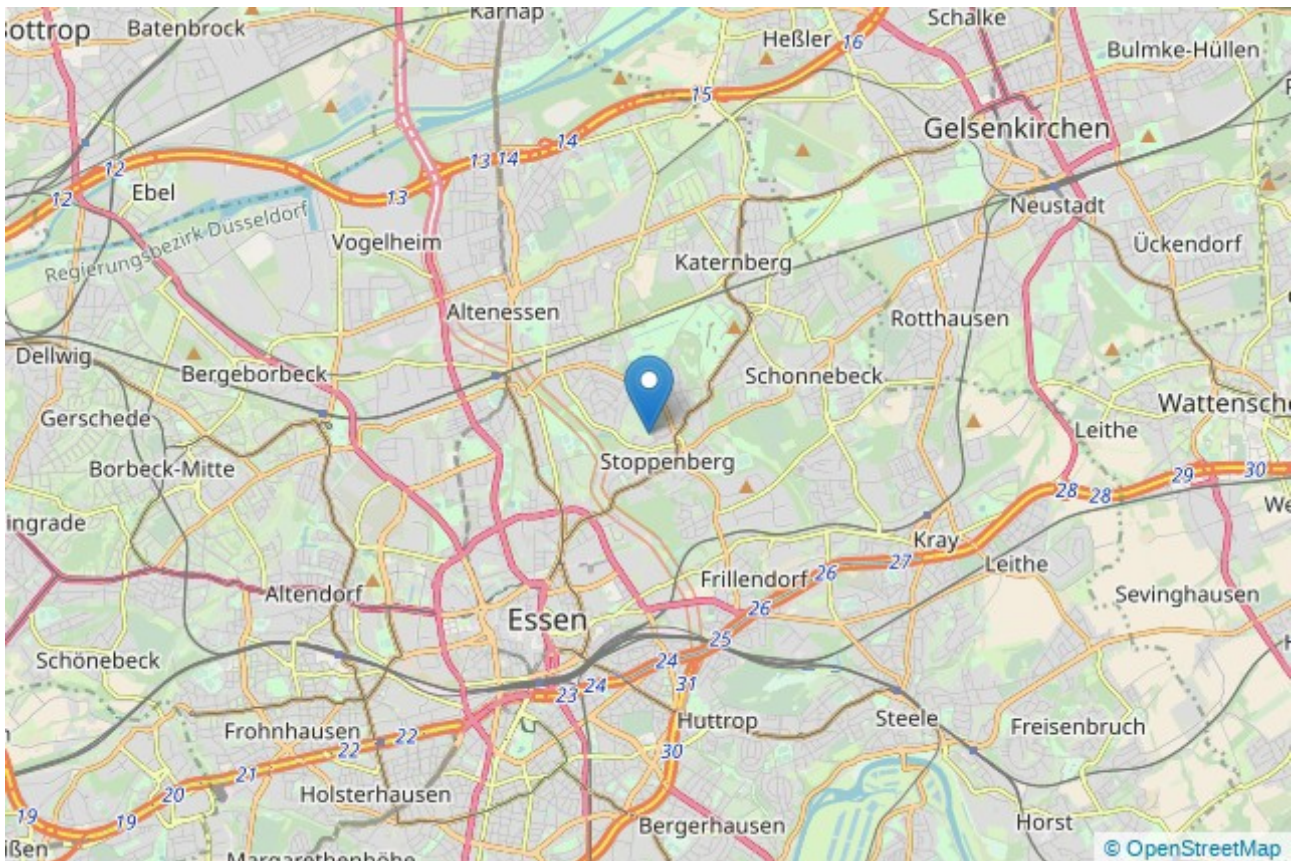 Karnap
Schalke
Batenbrock
Heßler
16
Bulmke-Hüllen
15
Gelsenkirchen
14
13
14
12
12
13
Ebel
Neustadt
Regierungsbezirk Düsseldorf
Vogelheim
Ückendorf
Katernberg
Altenessen
Rotthausen
Dellwig
Bergeborbeck
Schonnebeck
Gerschede
Wattensche
Leithe
Borbeck-Mitte
Stoppenberg
29
30
28
28
ingrade
Kray
27
Leithe
Altendorf
Frillendorf
26
26
Sevinghausen
Essen
25
Schönebeck
24
24
23
31
Huttrop
Steele
Freisenbruch
Frohnhausen
22
22
30
21
20
Holsterhausen
19
19
Bergerhausen
Horst
ißen
Margarethenhöhe
© OpenStreetMap